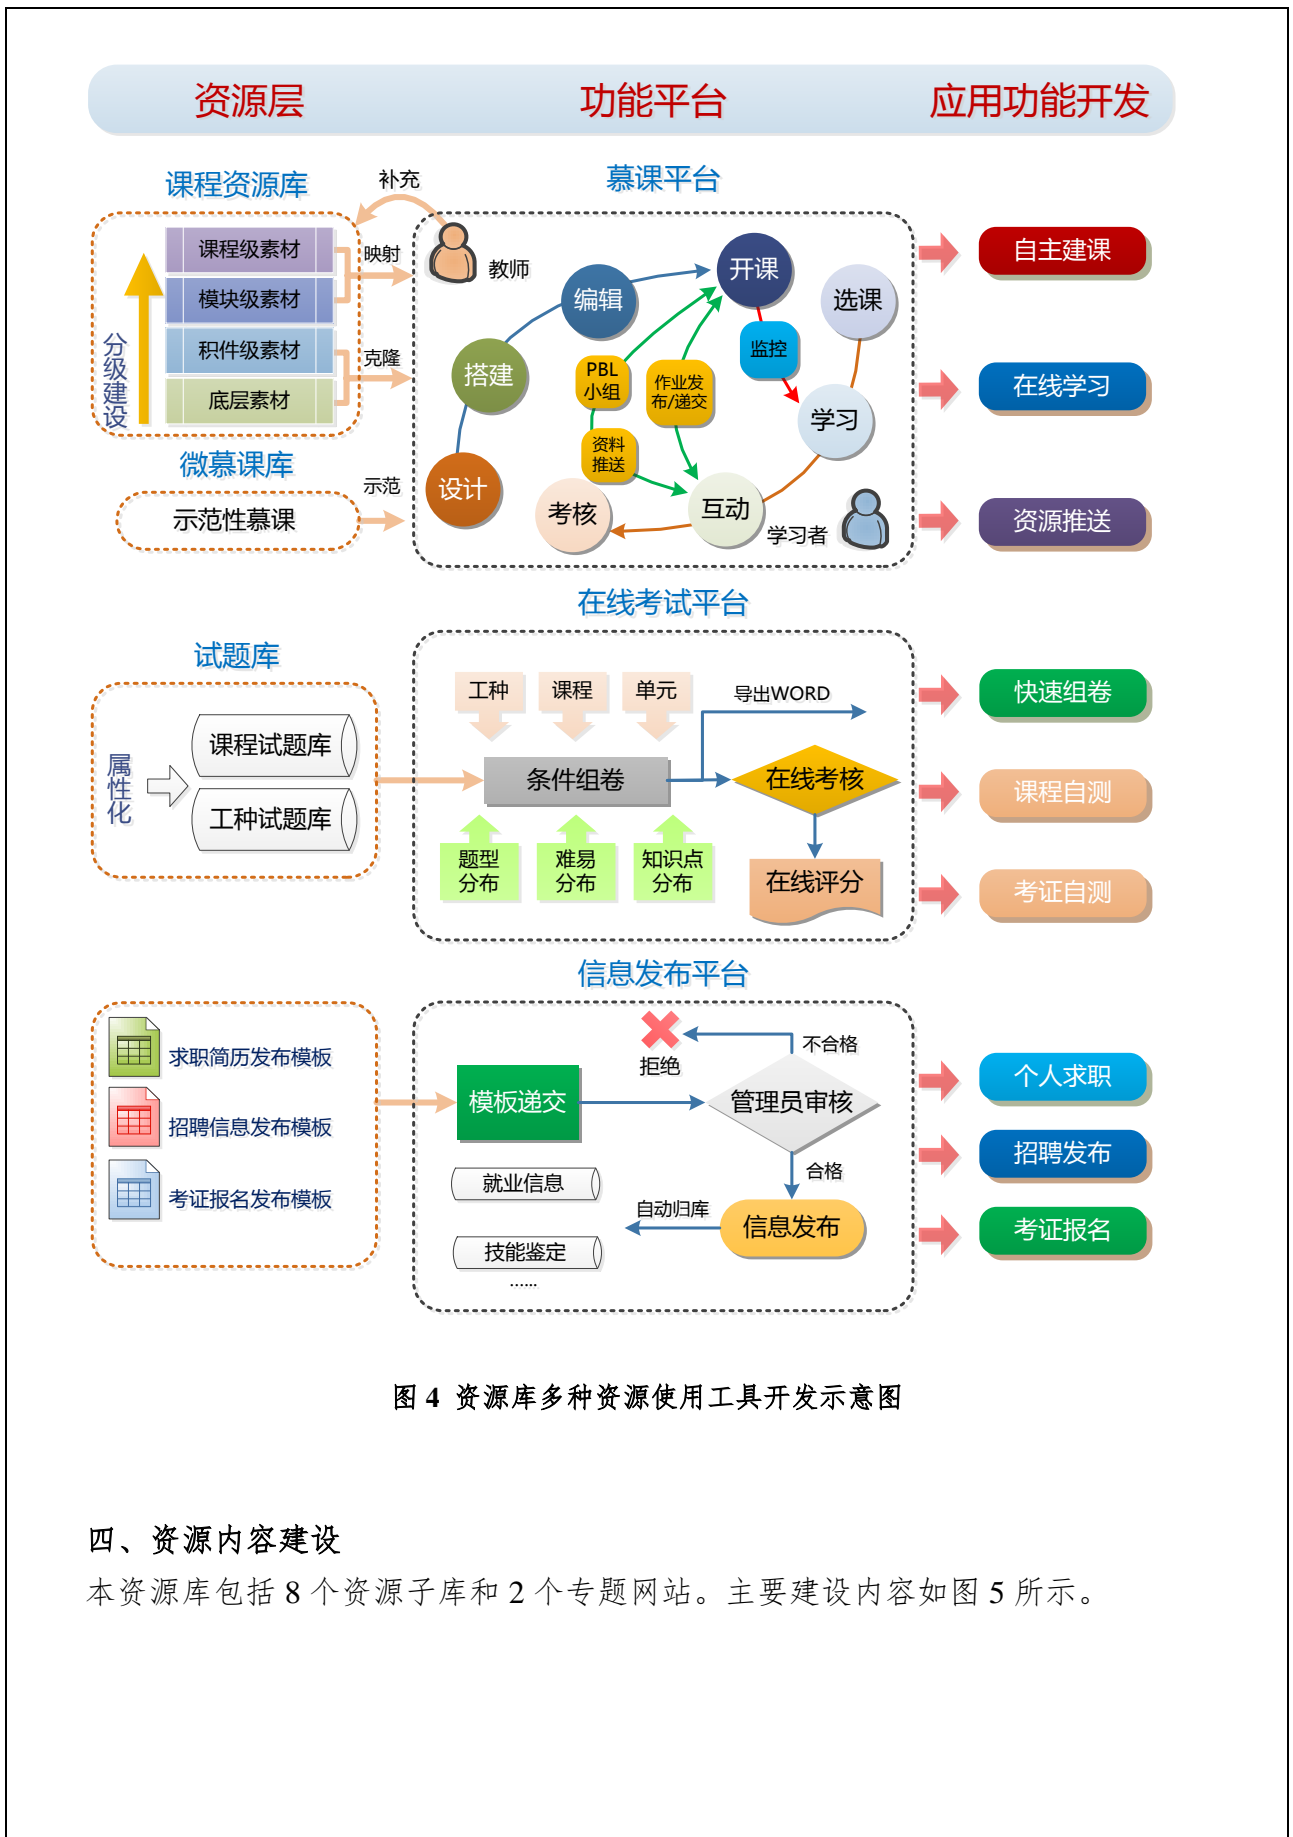 资源层 功能平台 应用功能开发
课程资源库
补充
慕课平台
课程级素材
模块级素材
积件级素材
底层素材
分级建设
映射
克隆
教师
编辑
开课
选课
搭建
监控
PBL
小组
作业发
布/递交
学习
资料
推送
设计
考核
互动
学习者
自主建课
在线学习
资源推送
微慕课库
示范性慕课
示范
在线考试平台
试题库
属性化
课程试题库
工种试题库
工种
课程
单元
导出WORD
条件组卷
在线考核
题型
分布
难易
分布
知识点
分布
在线评分
快速组卷
课程自测
考证自测
信息发布平台
求职简历发布模板
招聘信息发布模板
考证报名发布模板
拒绝
不合格
模板递交
管理员审核
合格
就业信息
自动归库
信息发布
技能鉴定
......
个人求职
招聘发布
考证报名
图 4 资源库多种资源使用工具开发示意图
四、资源内容建设
本资源库包括 8 个资源子库和 2 个专题网站。主要建设内容如图 5 所示。